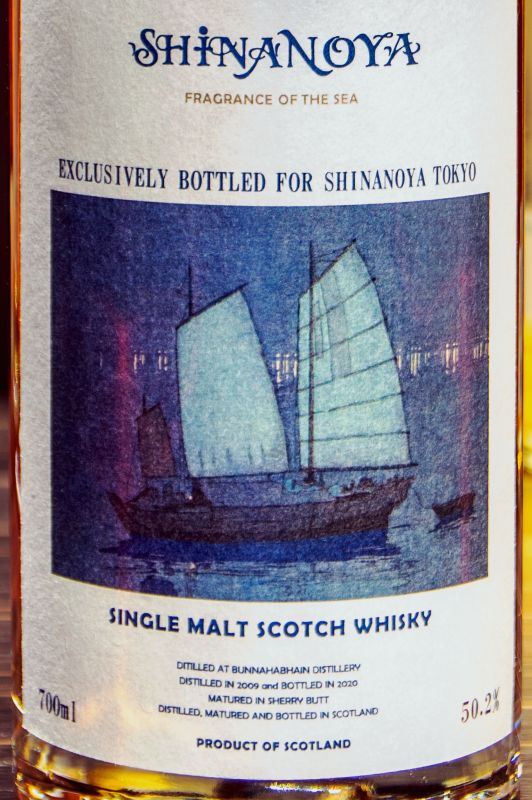 SHINANOYA
FRAGRANCE OF THE SEA
EXCLUSIVELY BOTTLED FOR SHINANOYA TOKYO
SINGLE MALT SCOTCH WHISKY
DITILLED AT BUNNAHABHAIN DISTILLERY
DISTILLED IN 2009 and BOTTLED IN 2020
MATURED IN SHERRY BUTT
DISTILLED, MATURED AND BOTTLED IN SCOTLAND
700ml
50.2%
PRODUCT OF SCOTLAND